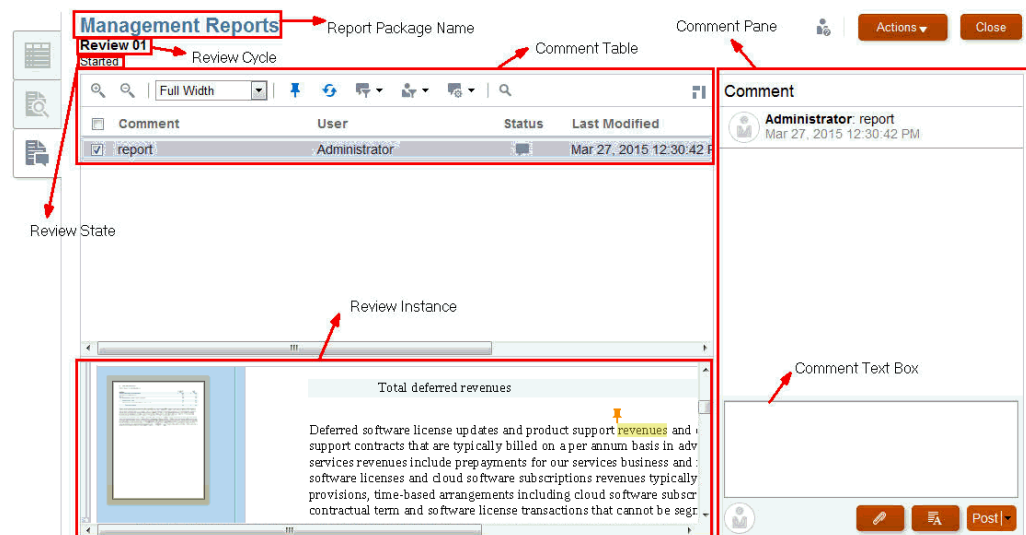 Management Reports
Report Package Name
Comment Pane
Actions
Close
Review 01
Review Cycle
Comment Table
Started
Full Width
Comment
Comment User Status Last Modified
Administrator: report
Mar 27, 2015 12:30:42 PM
report Administrator Mar 27, 2015 12:30:42 P
Review State
Review Instance
Comment Text Box
Total deferred revenues
Deferred software license updates and product support revenues and
support contracts that are typically billed on a per annum basis in adv
services revenues include prepayments for our services business and
software licenses and cloud software subscriptions revenues typically
provisions, time-based arrangements including cloud software subscr
contractual term and software license transactions that cannot be segr
Post